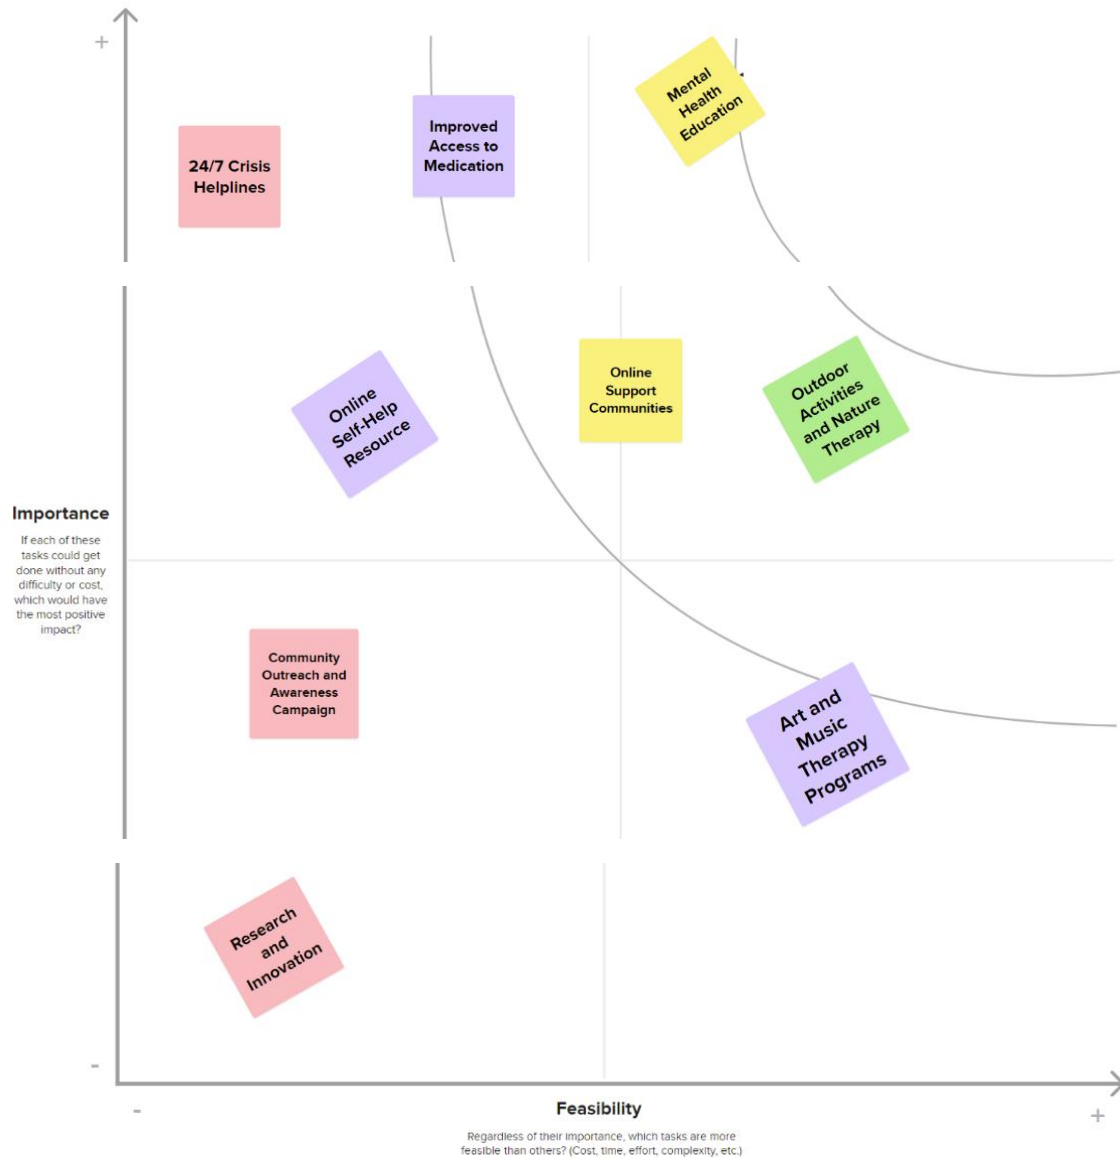 +
Mental
Health
Education
Improved
Access to
Medication
24/7 Crisis
Helplines
Online
Self-Help
Resource
Online
Support
Communities
Outdoor
Activities
and Nature
Therapy
Importance
If each of these
tasks could get
done without any
difficulty or cost,
which would have
the most positive
impact?
Community
Outreach and
Awareness
Campaign
Art and
Music
Therapy
Programs
Research
and
Innovation
-
-
Feasibility
+
Regardless of their importance, which tasks are more
feasible than others? (Cost, time, effort, complexity, etc.)